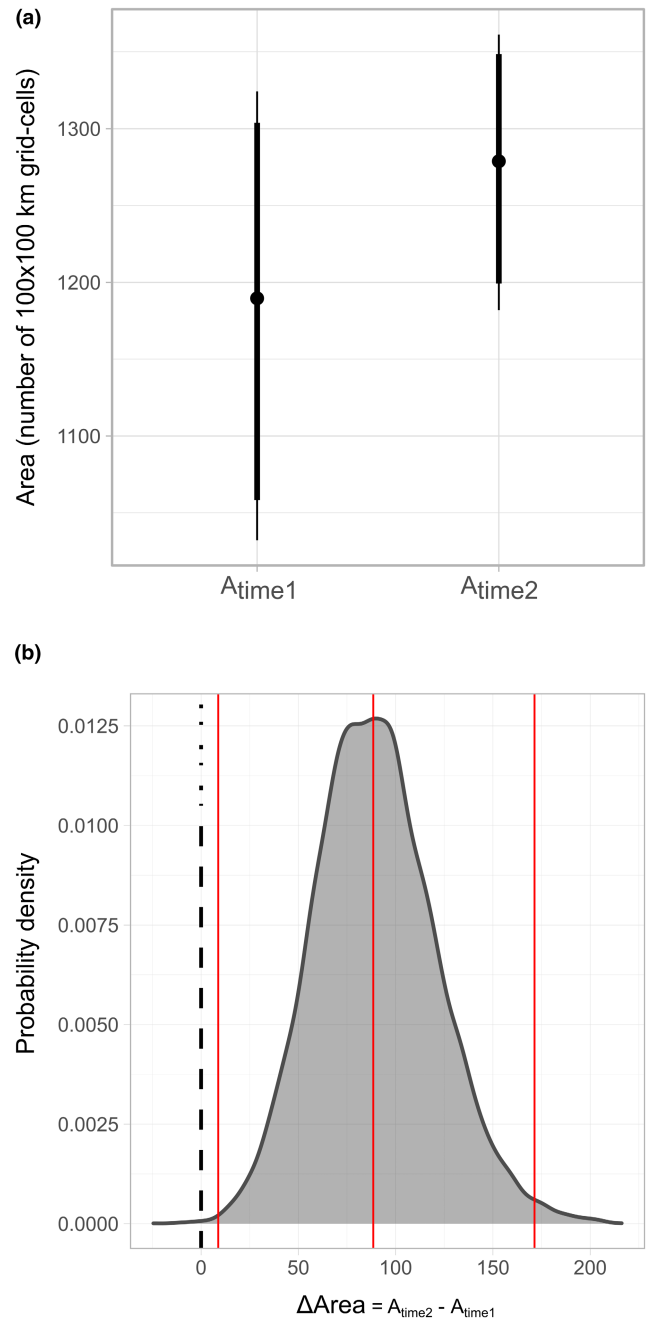 (a)
Area (number of 100x100 km grid-cells)
1300
1200
1100
Atime1 Atime2
(b)
Probability density
0.0125
0.0100
0.0075
0.0050
0.0025
0.0000
0 50 100 150 200
ΔArea = Atime2 - Atime1